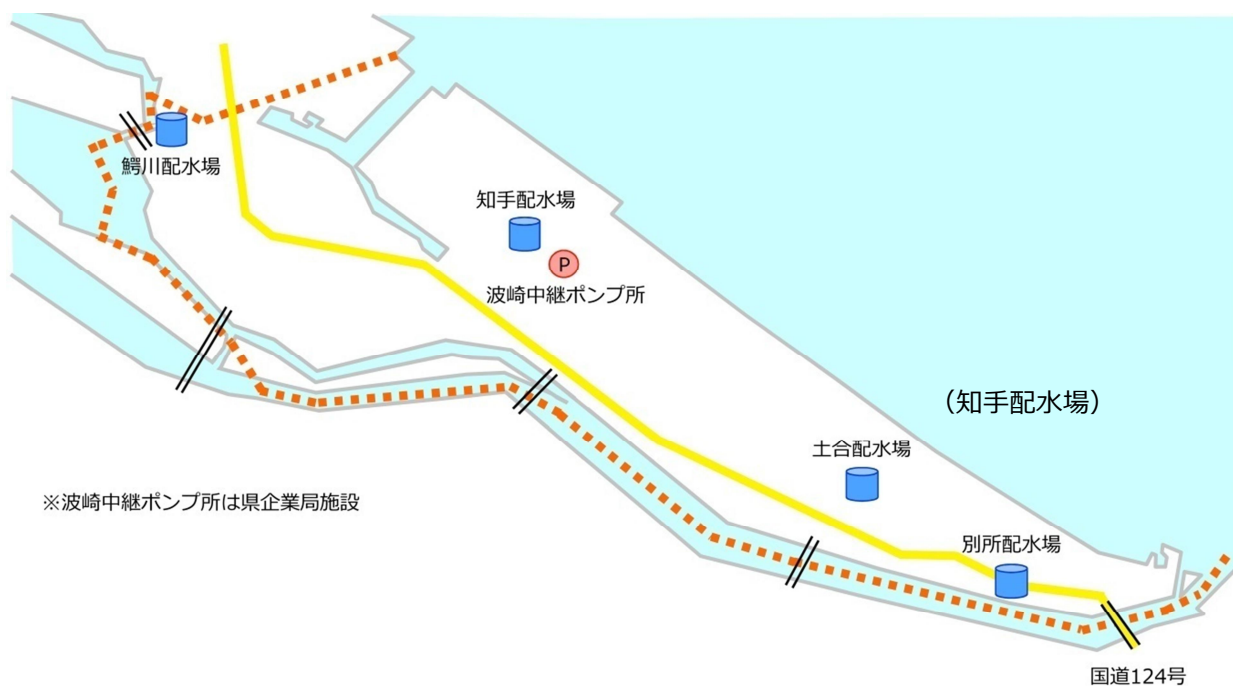 鰐川配水場
知手配水場
P
波崎中継ポンプ所
（知手配水場）
土合配水場
※波崎中継ポンプ所は県企業局施設
別所配水場
国道124号